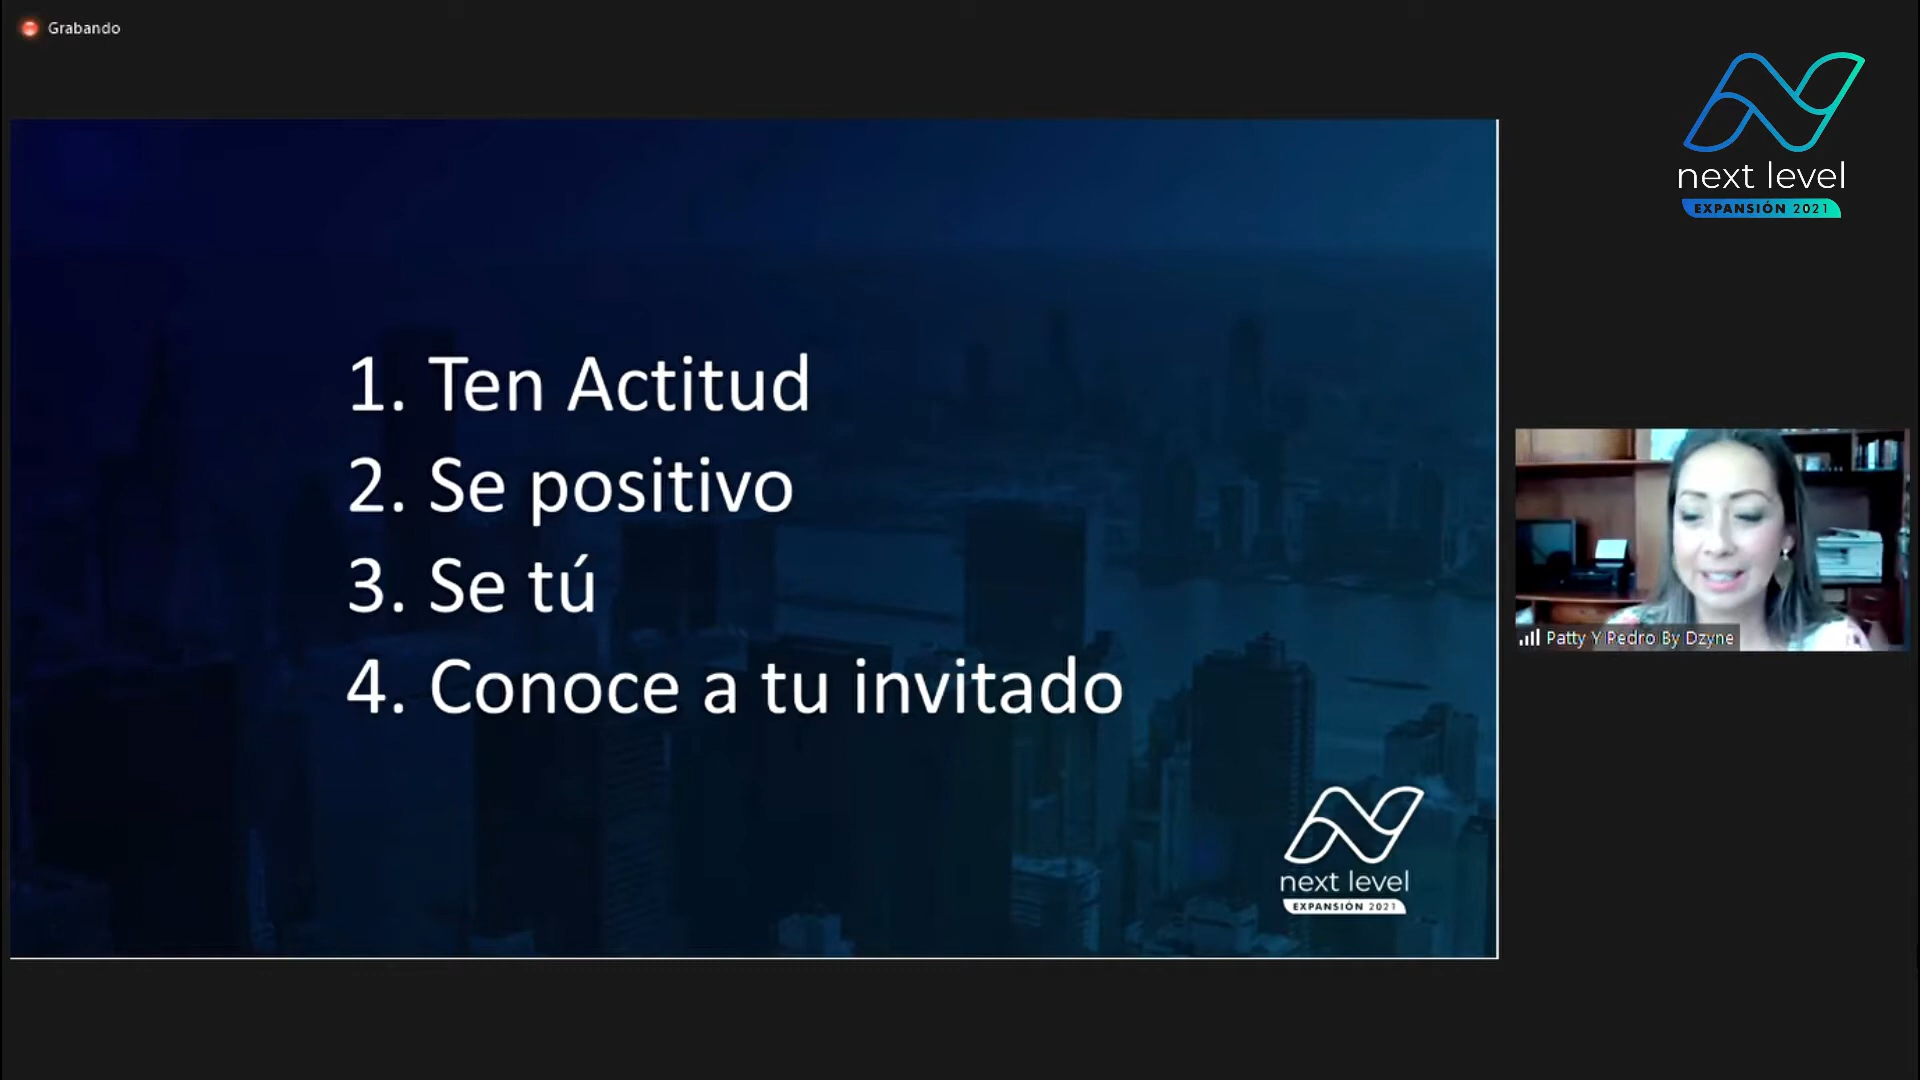 Grabando
next level
EXPANSIÓN 2021
1. Ten Actitud
2. Se positivo
3. Se tú
4. Conoce a tu invitado
Patty Y Pedro By Dzyne
next level
EXPANSIÓN 2021